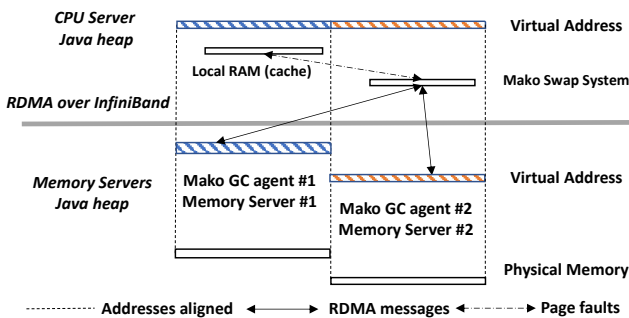 CPU Server
Java heap
Virtual Address
Local RAM (cache)
Mako Swap System
RDMA over InfiniBand
Memory Servers
Java heap
Mako GC agent #1
Memory Server #1
Virtual Address
Mako GC agent #2
Memory Server #2
Physical Memory
Addresses aligned
RDMA messages
Page faults